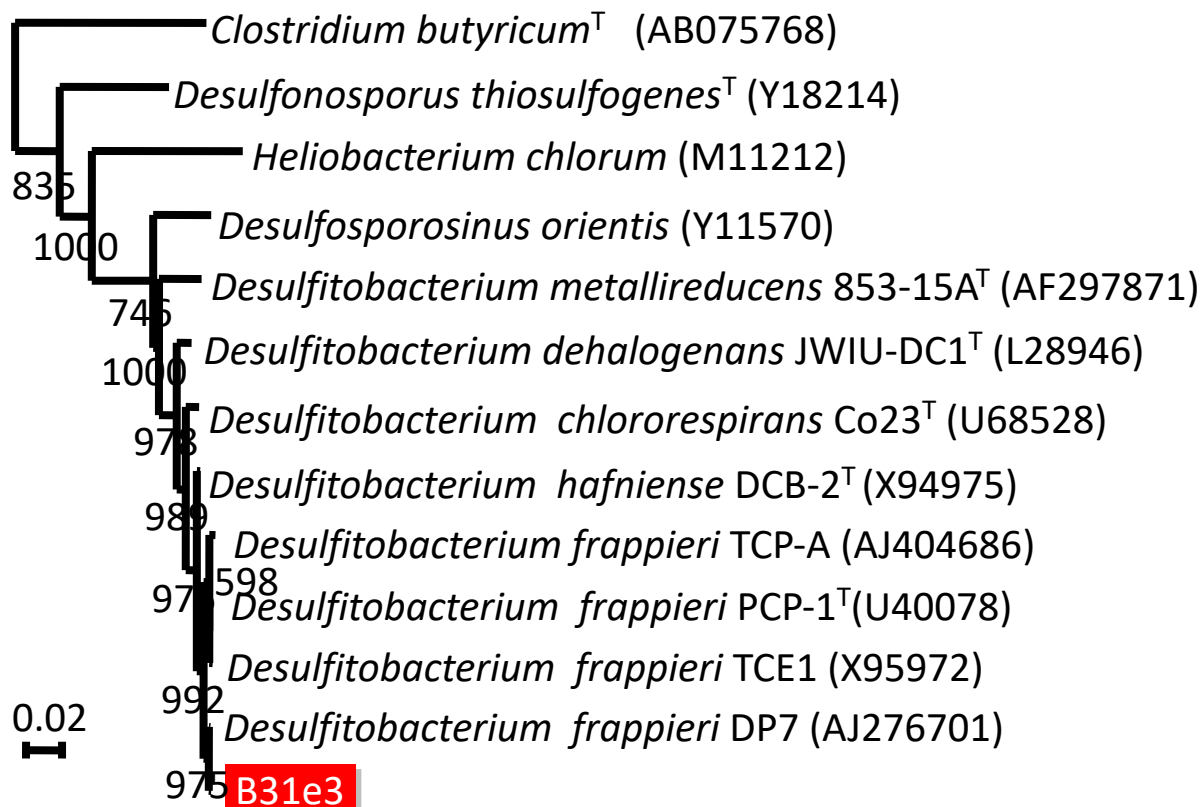 Clostridium butyricumT (AB075768)
Desulfonosporus thiosulfogenesT (Y18214)
Heliobacterium chlorum (M11212)
835
Desulfosporosinus orientis (Y11570)
1000
Desulfitobacterium metallireducens 853-15AT (AF297871)
746
Desulfitobacterium dehalogenans JWIU-DC1T (L28946)
1000
Desulfitobacterium chlororespirans Co23T (U68528)
978
Desulfitobacterium hafniense DCB-2T (X94975)
989
Desulfitobacterium frappieri TCP-A (AJ404686)
598
Desulfitobacterium frappieri PCP-1T(U40078)
Desulfitobacterium frappieri TCE1 (X95972)
992
0.02
Desulfitobacterium frappieri DP7 (AJ276701)
975
B31e3